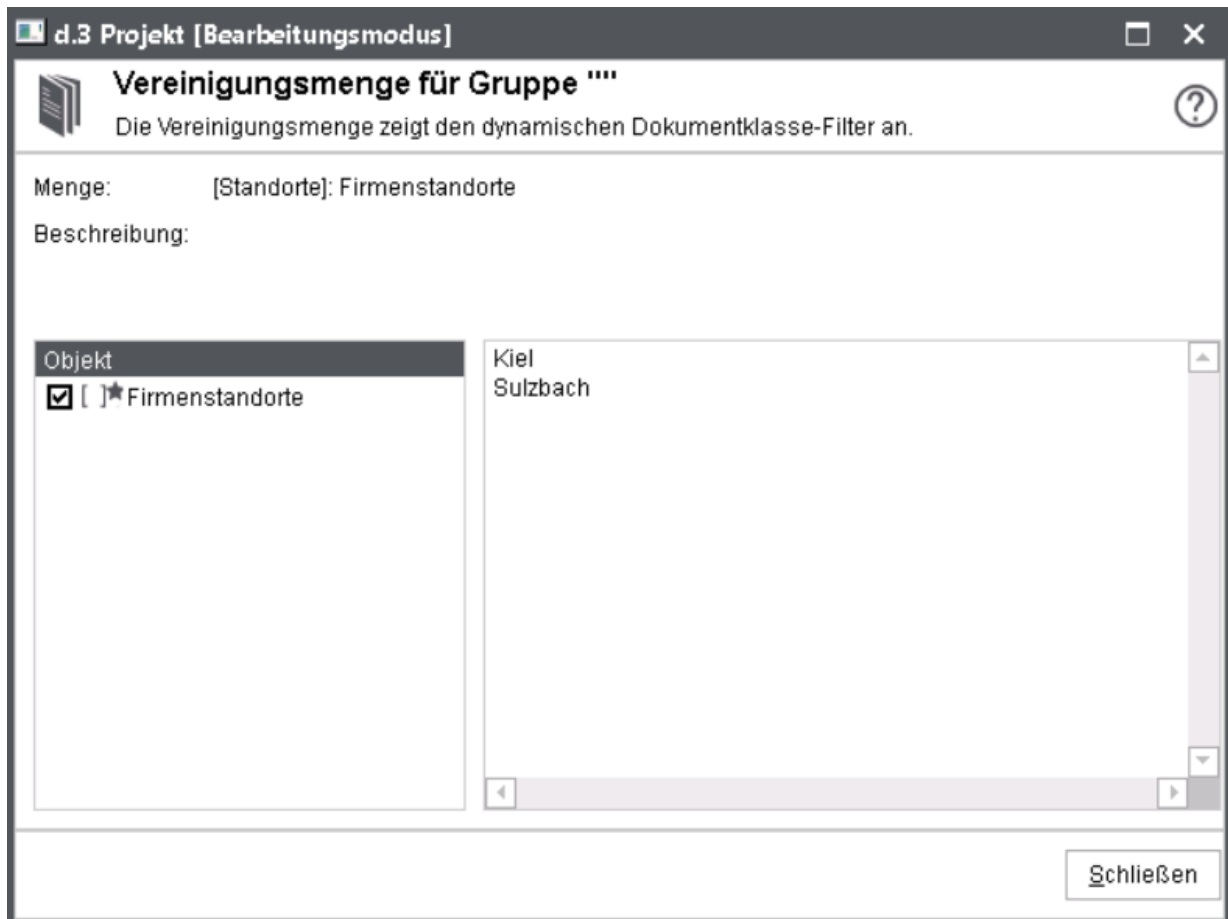 d.3 Projekt [Bearbeitungsmodus]
Vereinigungsmenge für Gruppe ""
Die Vereinigungsmenge zeigt den dynamischen Dokumentklasse-Filter an.
Menge: [Standorte]: Firmenstandorte
Beschreibung:
Objekt
[ ] Firmenstandorte
Kiel
Sulzbach
Schließen